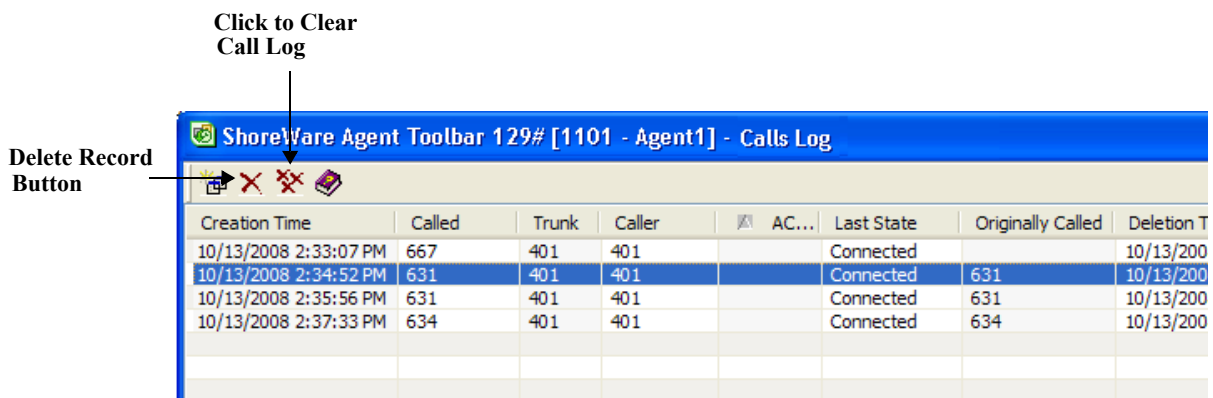 Click to Clear
Call Log
ShoreWare Agent Toolbar 129# [1101 - Agent1] - Calls Log
Delete Record
Button
Creation Time Called Trunk Caller AC... Last State Originally Called Deletion T
10/13/2008 2:33:07 PM 667 401 401 Connected 10/13/200
10/13/2008 2:34:52 PM 631 401 401 Connected 631 10/13/200
10/13/2008 2:35:56 PM 631 401 401 Connected 631 10/13/200
10/13/2008 2:37:33 PM 634 401 401 Connected 634 10/13/200